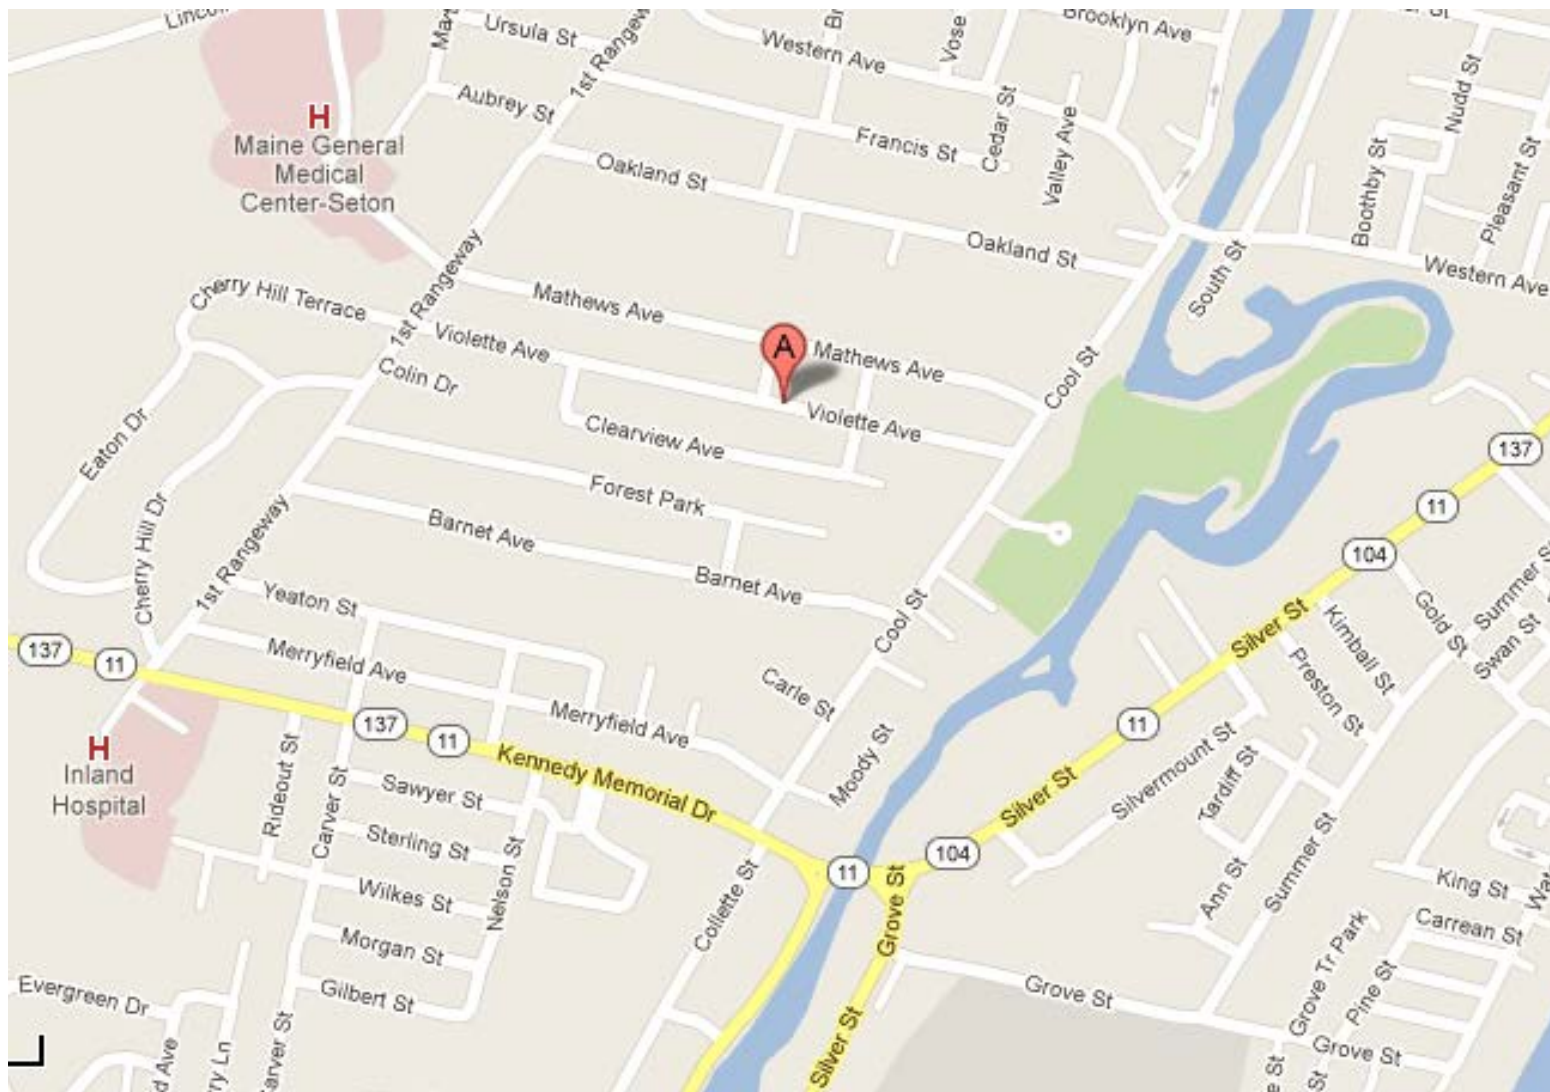 Ursula St
1st Rangeway
Western Ave
Vose
Brooklyn Ave
Nudd St
Aubrey St
H
Maine General
Medical
Center-Seton
Oakland St
Francis St
Cedar St
Valley Ave
Boothby St
Pleasant St
Oakland St
South St
Western Ave
Cherry Hill Terrace
1st Rangeway
Mathews Ave
Violette Ave
A
Mathews Ave
Cool St
Colin Dr
Violette Ave
Clearview Ave
Eaton Dr
137
11
104
Forest Park
Barnet Ave
Cherry Hill Dr
1st Rangeway
Barnet Ave
Yeaton St
Cool St
Silver St
Kimball St
Gold St
Summer St
Swan St
Preston St
137
11
Merryfield Ave
Carle St
Merryfield Ave
137
11
Kennedy Memorial Dr
Moody St
11
Silvermount St
Tardiff St
H
Inland
Hospital
Rideout St
Carver St
Sawyer St
Sterling St
Nelson St
Silver St
104
11
Wilkes St
Collette St
Grove St
Ann St
Summer St
King St
Carrean St
Morgan St
Gilbert St
Evergreen Dr
Grove St
Grove Tr Park
Pine St
Silver St
Grove St